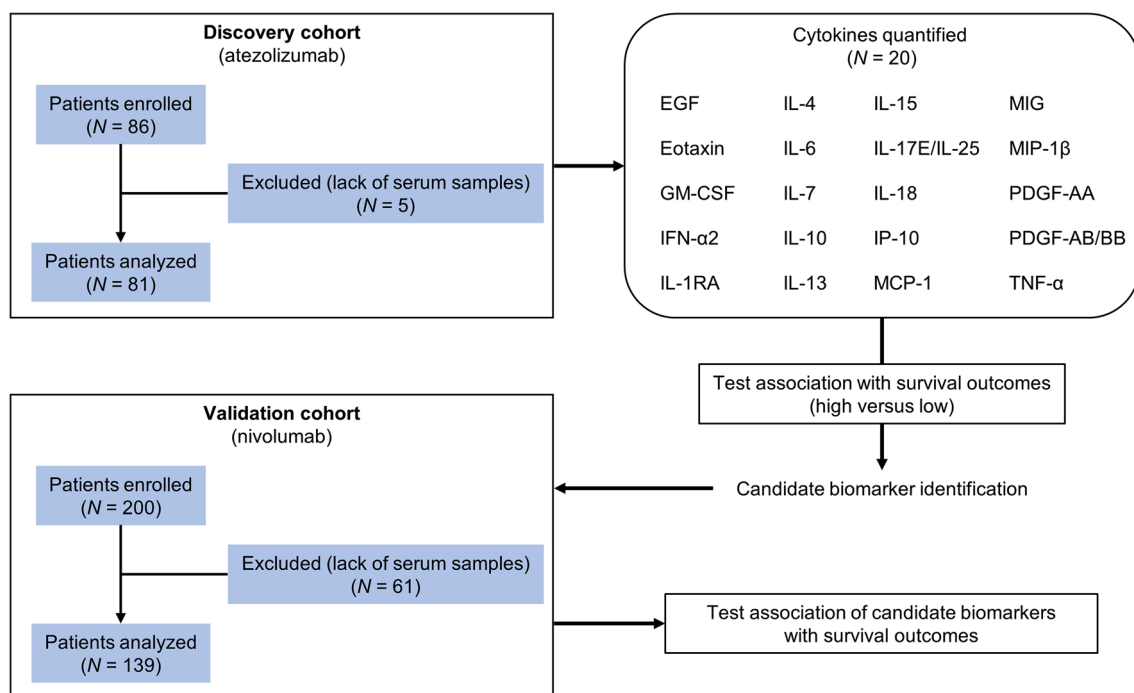 Discovery cohort
(atezolizumab)
Patients enrolled
(N = 86)
Excluded (lack of serum samples)
(N = 5)
Patients analyzed
(N = 81)
Cytokines quantified
(N = 20)
EGF IL-4 IL-15 MIG
Eotaxin IL-6 IL-17E/IL-25 MIP-1β
GM-CSF IL-7 IL-18 PDGF-AA
IFN-α2 IL-10 IP-10 PDGF-AB/BB
IL-1RA IL-13 MCP-1 TNF-α
Test association with survival outcomes
(high versus low)
Candidate biomarker identification
Validation cohort
(nivolumab)
Patients enrolled
(N = 200)
Excluded (lack of serum samples)
(N = 61)
Patients analyzed
(N = 139)
Test association of candidate biomarkers
with survival outcomes